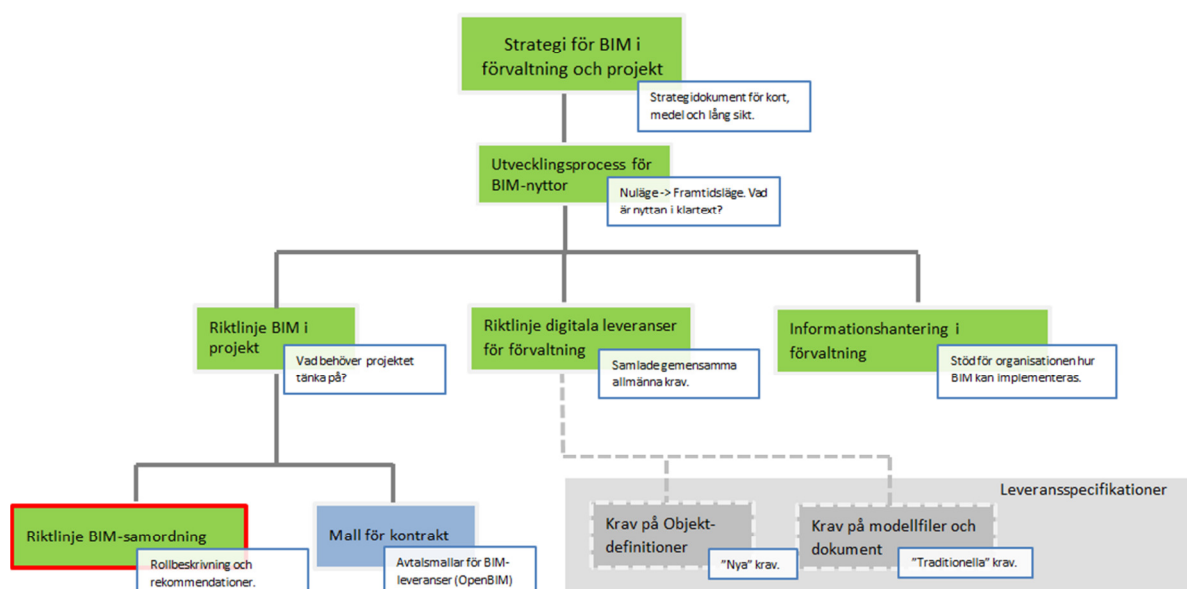 Strategi för BIM i
förvaltning och projekt
Strategidokument för kort,
medel och lång sikt.
Utvecklingsprocess för
BIM-nyttor
Nuläge -> Framtidsläge. Vad
är nyttan i klartext?
Riktlinje BIM i
projekt
Vad behöver projektet
tänka på?
Riktlinje digitala leveranser
för förvaltning
Samlade gemensamma
allmänna krav.
Informationshantering i
förvaltning
Stöd för organisationen hur
BIM kan implementeras.
Riktlinje BIM-samordning
Rollbeskrivning och
rekommendationer.
Mall för kontrakt
Avtalsmallar för BIM-
leveranser (OpenBIM)
Leveransspecifikationer
Krav på Objekt-
definitioner
"Nya" krav.
Krav på modellfiler och
dokument
"Traditionella" krav.